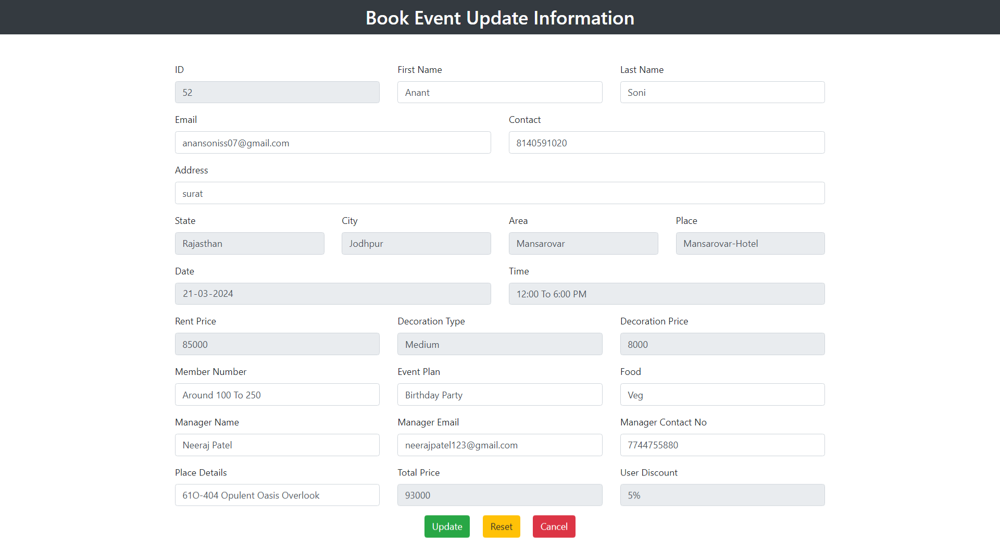 Book Event Update Information
ID First Name Last Name
52 Anant Soni
Email Contact
anansoniss07@gmail.com 8140591020
Address
surat
State City Area Place
Rajasthan Jodhpur Mansarovar Mansarovar-Hotel
Date Time
21-03-2024 12:00 To 6:00 PM
Rent Price Decoration Type Decoration Price
85000 Medium 8000
Member Number Event Plan Food
Around 100 To 250 Birthday Party Veg
Manager Name Manager Email Manager Contact No
Neeraj Patel neerajpatel123@gmail.com 7744755880
Place Details Total Price User Discount
61O-404 Opulent Oasis Overlook 93000 5%
Update Reset Cancel